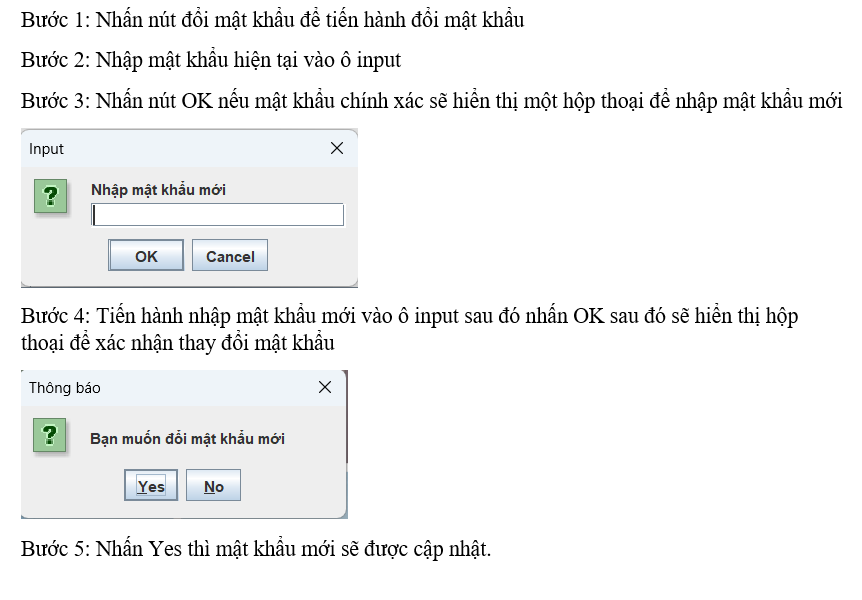 Bước 1: Nhấn nút đổi mật khẩu để tiến hành đổi mật khẩu
Bước 2: Nhập mật khẩu hiện tại vào ô input
Bước 3: Nhấn nút OK nếu mật khẩu chính xác sẽ hiển thị một hộp thoại để nhập mật khẩu mới
Input
Nhập mật khẩu mới
OK Cancel
Bước 4: Tiến hành nhập mật khẩu mới vào ô input sau đó nhấn OK sau đó sẽ hiển thị hộp
thoại để xác nhận thay đổi mật khẩu
Thông báo
Bạn muốn đổi mật khẩu mới
Yes No
Bước 5: Nhấn Yes thì mật khẩu mới sẽ được cập nhật.